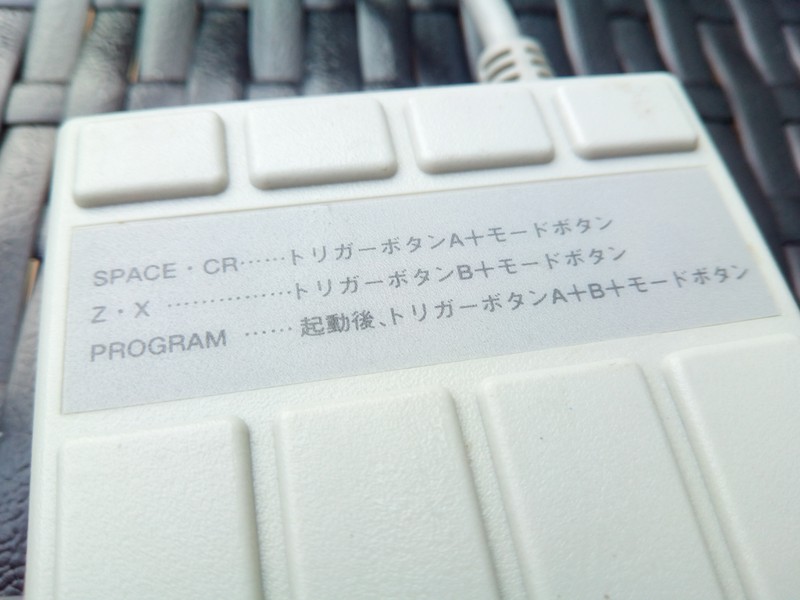 SPACE・CR……トリガーボタンA＋モードボタン
Z・X ……………トリガーボタンB＋モードボタン
PROGRAM ……起動後、トリガーボタンA＋B＋モードボタン